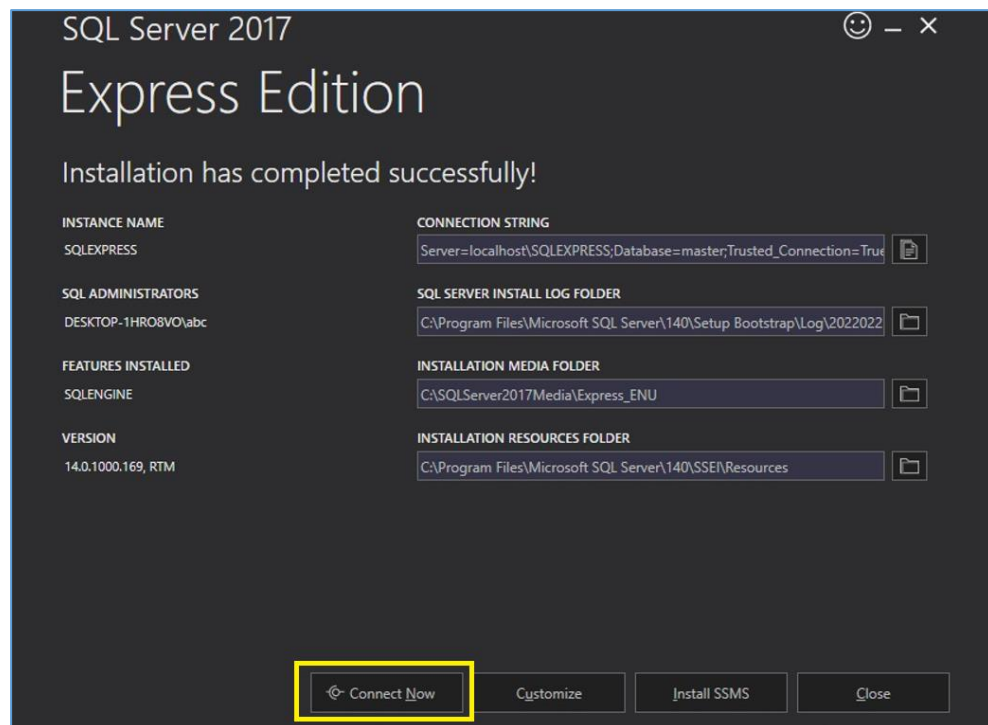 SQL Server 2017
Express Edition
Installation has completed successfully!
INSTANCE NAME
SQLEXPRESS
CONNECTION STRING
Server=localhost\SQLEXPRESS;Database=master;Trusted_Connection=True
SQL ADMINISTRATORS
DESKTOP-1HRO8VO\abc
SQL SERVER INSTALL LOG FOLDER
C:\Program Files\Microsoft SQL Server\140\Setup Bootstrap\Log\2022022
FEATURES INSTALLED
SQLENGINE
INSTALLATION MEDIA FOLDER
C:\SQLServer2017Media\Express_ENU
VERSION
14.0.1000.169, RTM
INSTALLATION RESOURCES FOLDER
C:\Program Files\Microsoft SQL Server\140\SSEI\Resources
Connect Now
Customize
Install SSMS
Close